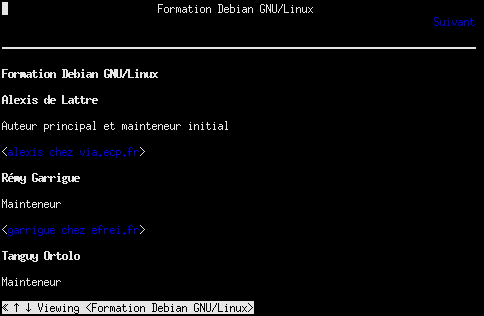 Formation Debian GNU/Linux
Suivant
Formation Debian GNU/Linux
Alexis de Lattre
Auteur principal et mainteneur initial
<alexis chez via.ecp.fr>
Rémy Garrigue
Mainteneur
<garrigue chez efrei.fr>
Tanguy Ortolo
Mainteneur
« ↑ ↓ Viewing <Formation Debian GNU/Linux>